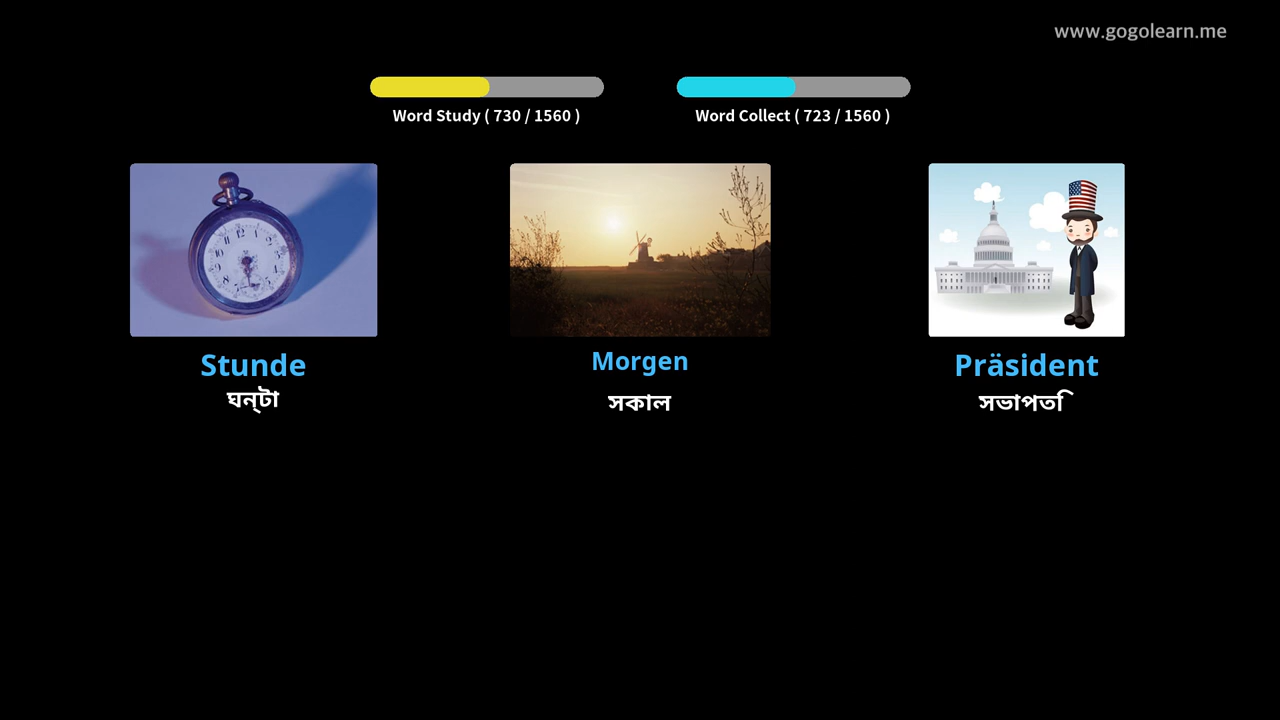 www.gogolearn.me
Word Study ( 730 / 1560 )
Word Collect ( 723 / 1560 )
Stunde
ঘন্টা
Morgen
সকাল
Präsident
সভাপতি